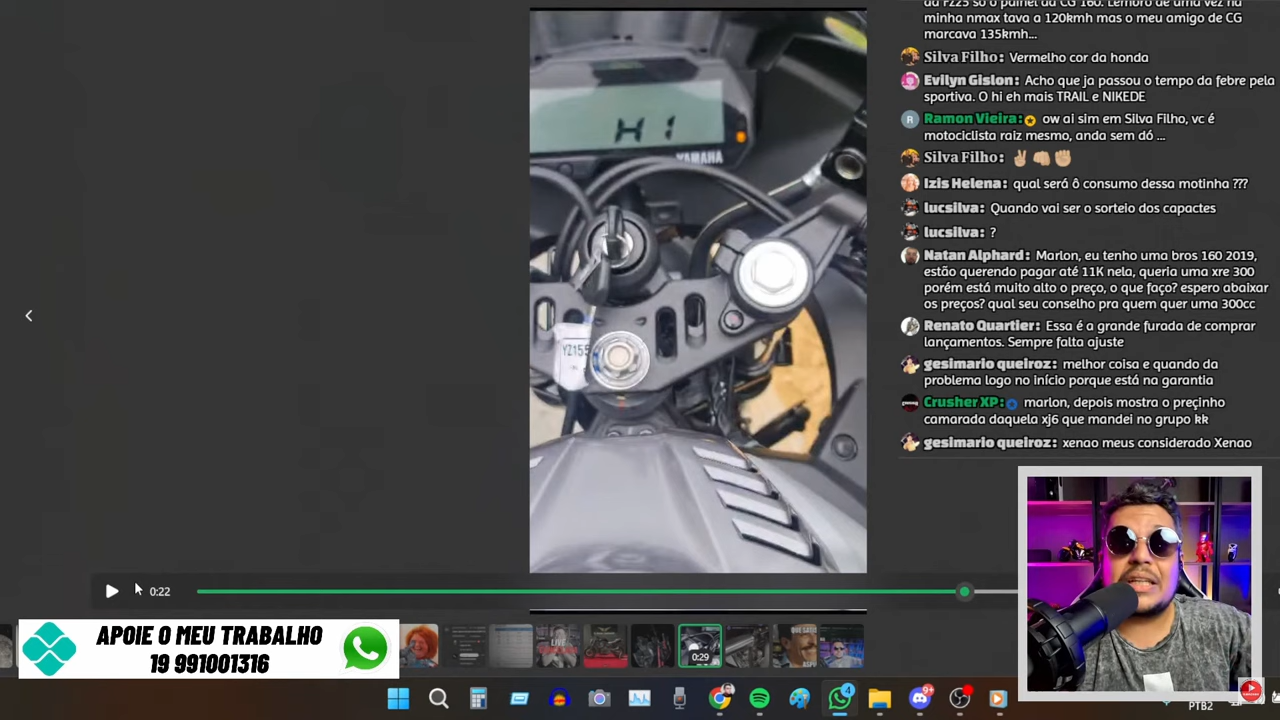 da FZ25 só o painel da CG 160. Lembro de uma vez na
minha nmax tava a 120kmh mas o meu amigo de CG
marcava 135kmh...
Silva Filho: Vermelho cor da honda
Evilyn Gislon: Acho que ja passou o tempo da febre pela
sportiva. O hi eh mais TRAIL e NIKEDE
Ramon Vieira: ow ai sim em Silva Filho, vc é
motociclista raiz mesmo, anda sem dó ...
Silva Filho: ✌🏼👊🏼✊🏼
Izis Helena: qual será ô consumo dessa motinha ???
lucsilva: Quando vai ser o sorteio dos capactes
lucsilva: ?
Natan Alphard: Marlon, eu tenho uma bros 160 2019,
estão querendo pagar até 11K nela, queria uma xre 300
porém está muito alto o preço, o que faço? espero abaixar
os preços? qual seu conselho pra quem quer uma 300cc
Renato Quartier: Essa é a grande furada de comprar
lançamentos. Sempre falta ajuste
gesimario queiroz: melhor coisa e quando da
problema logo no início porque está na garantia
Crusher XP: marlon, depois mostra o preçinho
camarada daquela xj6 que mandei no grupo kk
gesimario queiroz: xenao meus considerado Xenao
H 1
YAMAHA
YZ155
0:22
0:29
APOIE O MEU TRABALHO
19 991001316
R
4
9+
PTB2